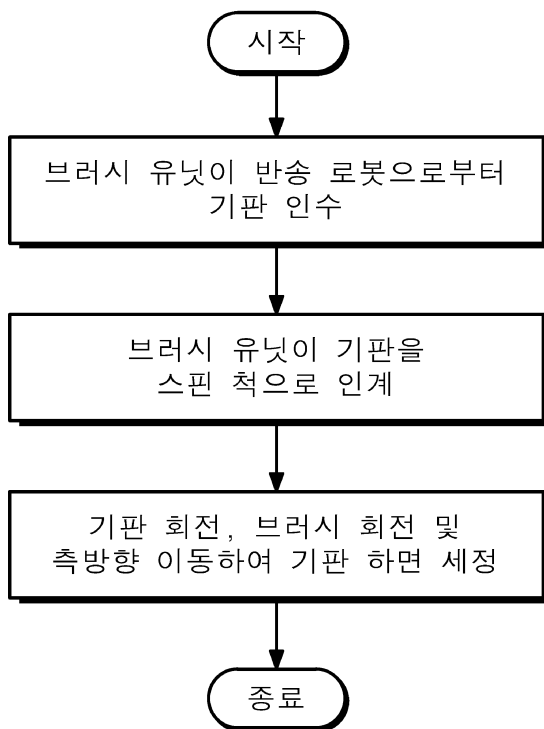 시작
브러시 유닛이 반송 로봇으로부터
기판 인수
브러시 유닛이 기판을
스핀 척으로 인계
기판 회전, 브러시 회전 및
측방향 이동하여 기판 하면 세정
종료